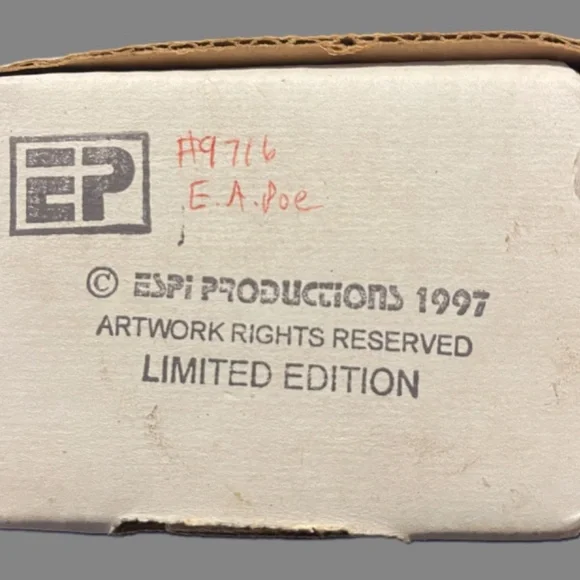 EP
#9716
E.A.Poe
© ESPi PRODUCTIONS 1997
ARTWORK RIGHTS RESERVED
LIMITED EDITION